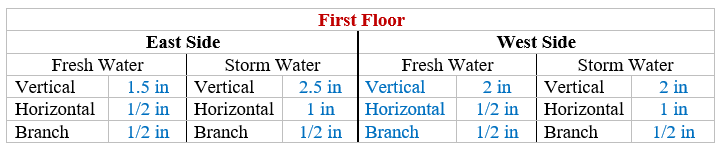 First Floor
East Side West Side
Fresh Water Storm Water Fresh Water Storm Water
Vertical 1.5 in Vertical 2.5 in Vertical 2 in Vertical 2 in
Horizontal 1/2 in Horizontal 1 in Horizontal 1/2 in Horizontal 1 in
Branch 1/2 in Branch 1/2 in Branch 1/2 in Branch 1/2 in